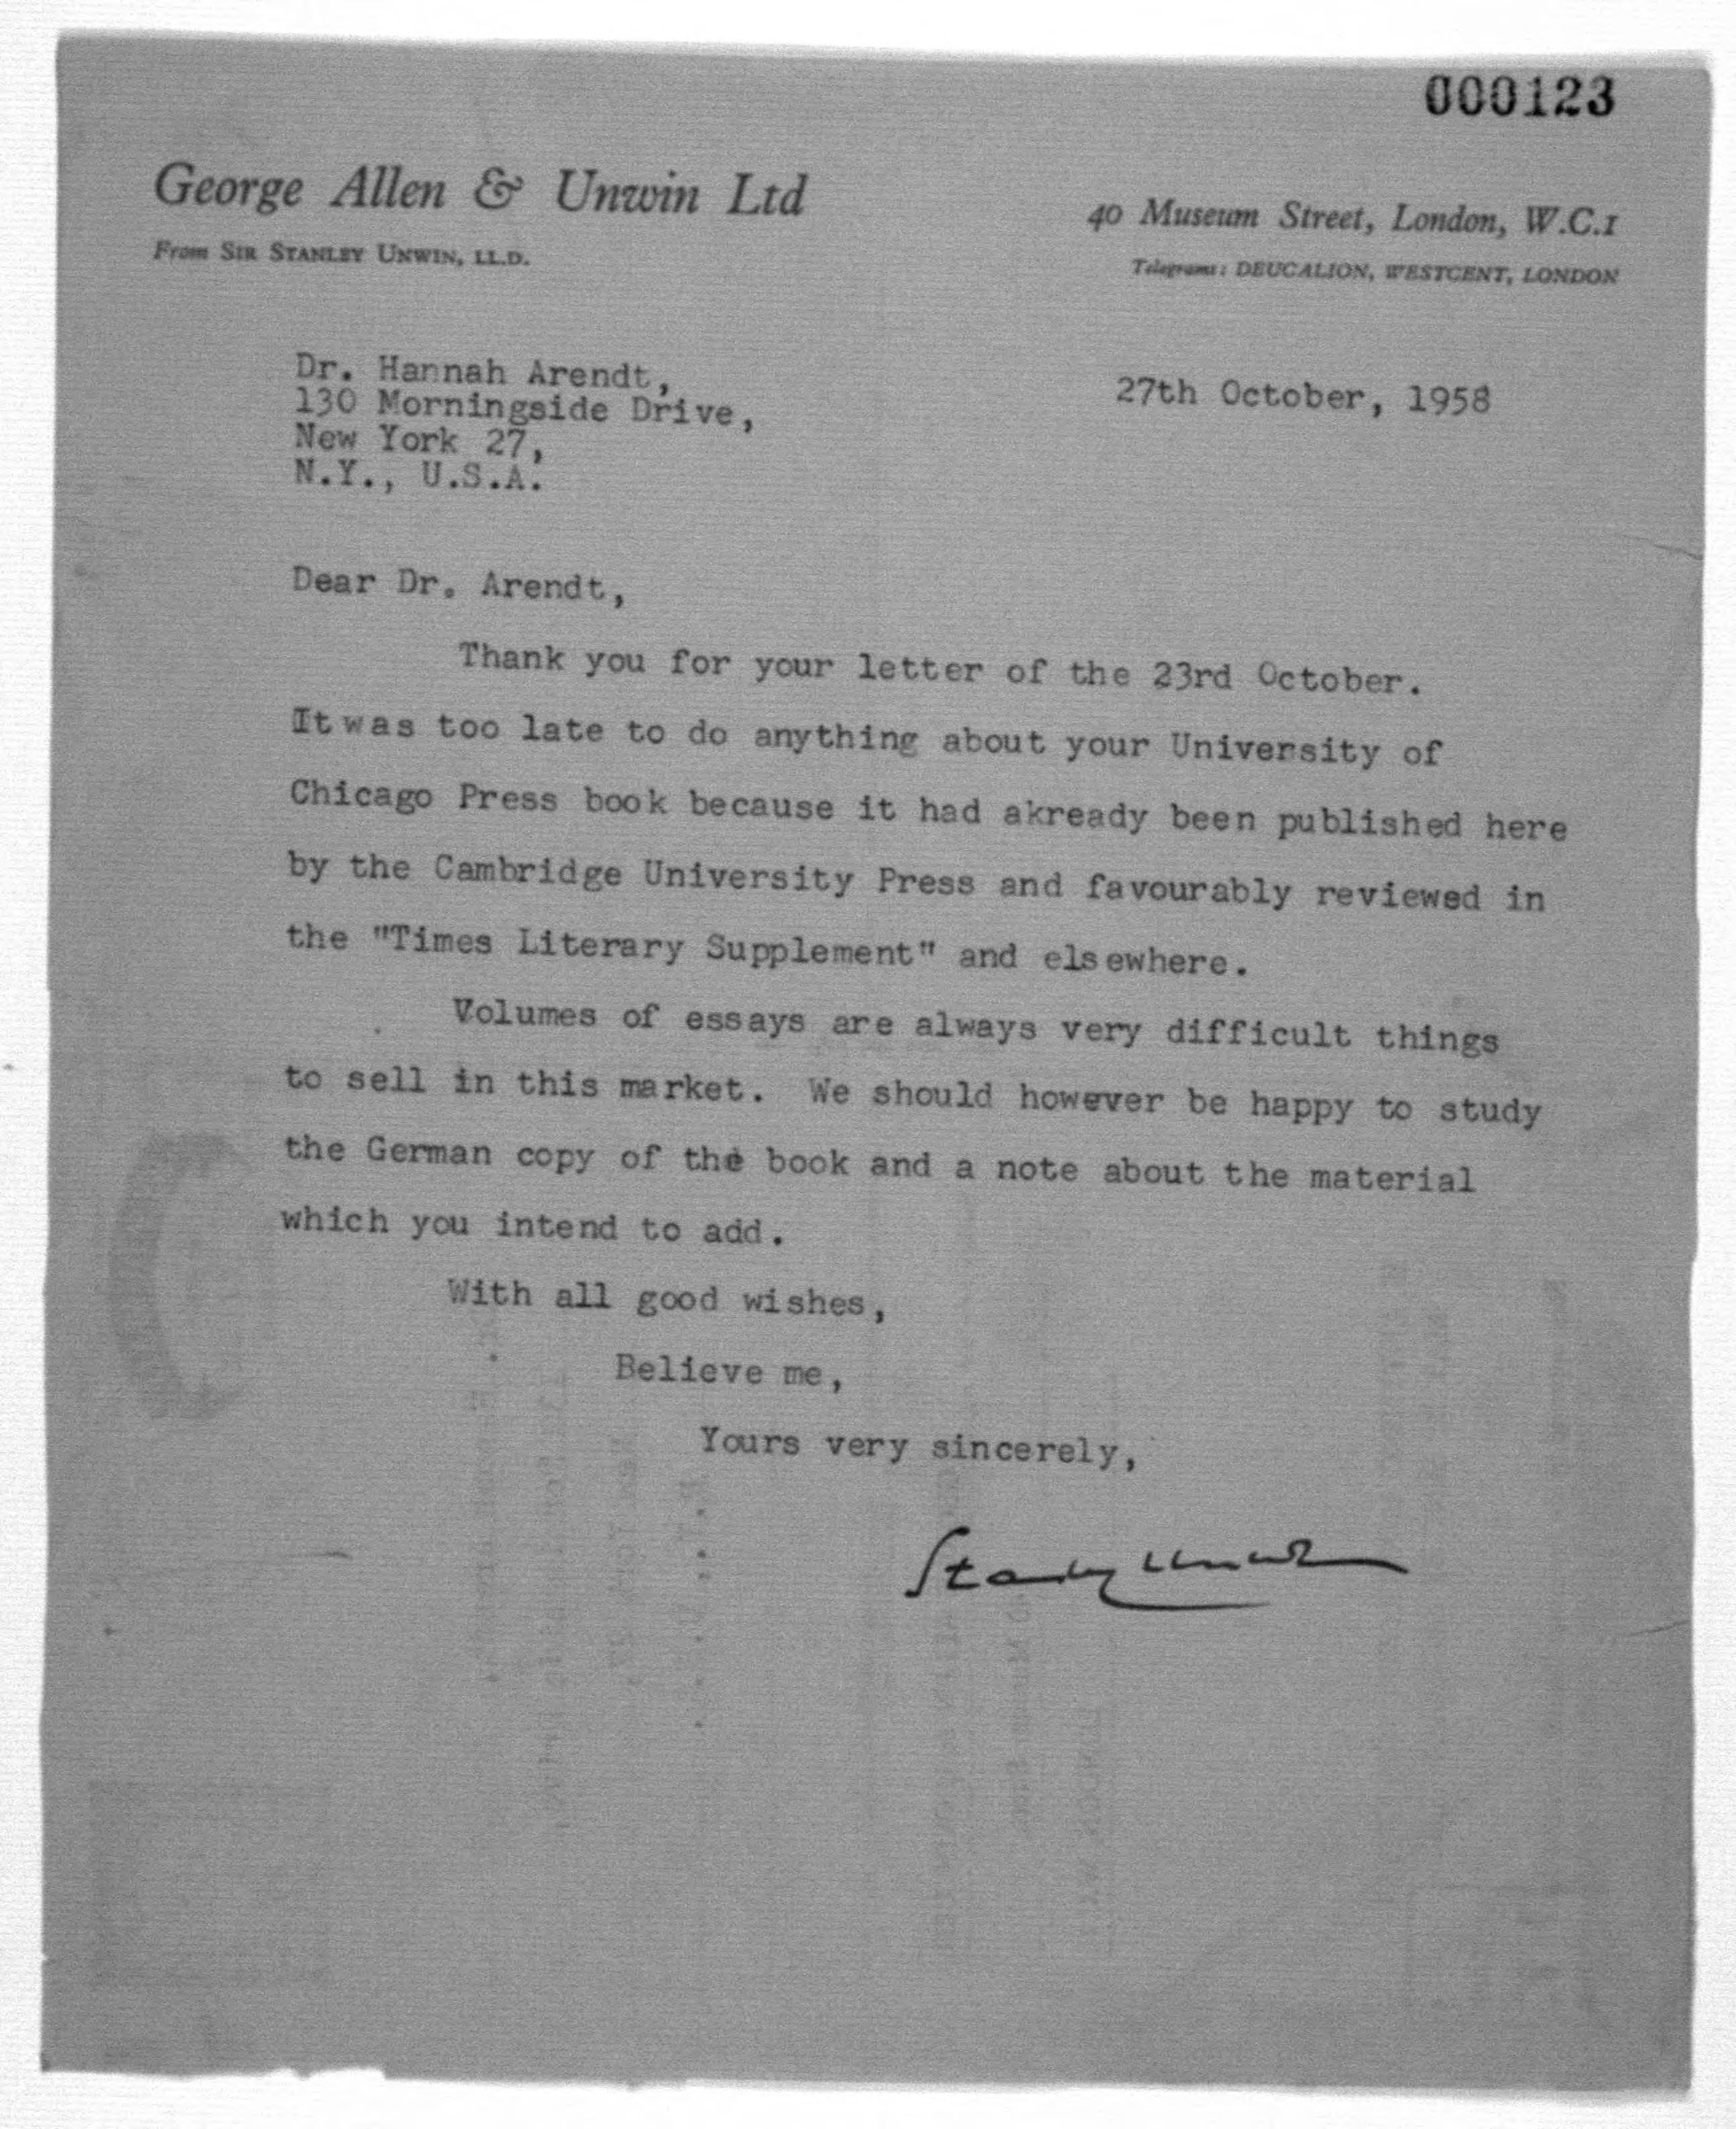 000123
George Allen & Unwin Ltd
From SIR STANLEY UNWIN, LL.D.
40 Museum Street, London, W.C.1
Telegrams: DEUCALION, WESTCENT, LONDON
Dr. Hannah Arendt,
130 Morningside Drive,
New York 27,
N.Y., U.S.A.
27th October, 1958
Dear Dr. Arendt,
Thank you for your letter of the 23rd October.
It was too late to do anything about your University of
Chicago Press book because it had akready been published here
by the Cambridge University Press and favourably reviewed in
the "Times Literary Supplement" and elsewhere.
Volumes of essays are always very difficult things
to sell in this market. We should however be happy to study
the German copy of the book and a note about the material
which you intend to add.
With all good wishes,
Believe me,
Yours very sincerely,
Stanley Unwin